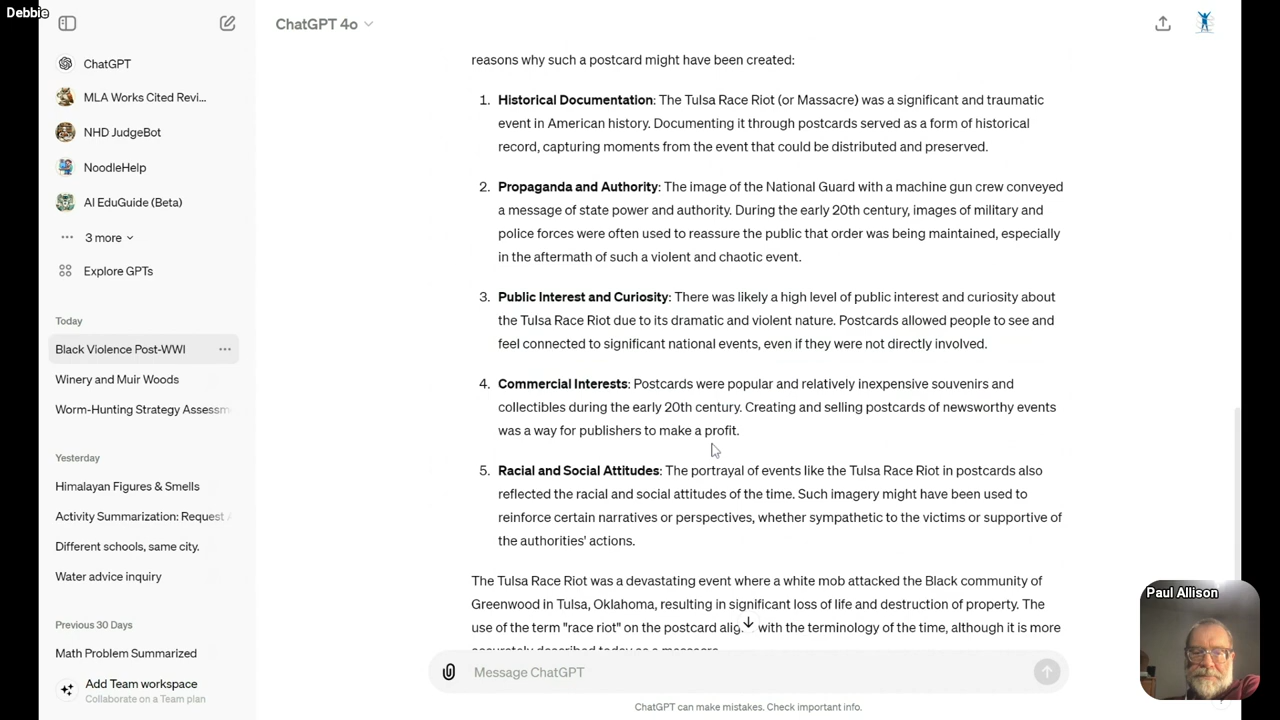 Debbie
ChatGPT
MLA Works Cited Revi...
NHD JudgeBot
NoodleHelp
AI EduGuide (Beta)
3 more
Explore GPTs
Today
Black Violence Post-WWI
Winery and Muir Woods
Worm-Hunting Strategy Assessm
Yesterday
Himalayan Figures & Smells
Activity Summarization: Request
Different schools, same city.
Water advice inquiry
Previous 30 Days
Math Problem Summarized
Add Team workspace
Collaborate on a Team plan
ChatGPT 4o
reasons why such a postcard might have been created:
1. Historical Documentation: The Tulsa Race Riot (or Massacre) was a significant and traumatic
event in American history. Documenting it through postcards served as a form of historical
record, capturing moments from the event that could be distributed and preserved.
2. Propaganda and Authority: The image of the National Guard with a machine gun crew conveyed
a message of state power and authority. During the early 20th century, images of military and
police forces were often used to reassure the public that order was being maintained, especially
in the aftermath of such a violent and chaotic event.
3. Public Interest and Curiosity: There was likely a high level of public interest and curiosity about
the Tulsa Race Riot due to its dramatic and violent nature. Postcards allowed people to see and
feel connected to significant national events, even if they were not directly involved.
4. Commercial Interests: Postcards were popular and relatively inexpensive souvenirs and
collectibles during the early 20th century. Creating and selling postcards of newsworthy events
was a way for publishers to make a profit.
5. Racial and Social Attitudes: The portrayal of events like the Tulsa Race Riot in postcards also
reflected the racial and social attitudes of the time. Such imagery might have been used to
reinforce certain narratives or perspectives, whether sympathetic to the victims or supportive of
the authorities' actions.
The Tulsa Race Riot was a devastating event where a white mob attacked the Black community of
Greenwood in Tulsa, Oklahoma, resulting in significant loss of life and destruction of property. The
use of the term "race riot" on the postcard alig with the terminology of the time, although it is more
accurately described today as a massacre.
Message ChatGPT
ChatGPT can make mistakes. Check important info.
Paul Allison